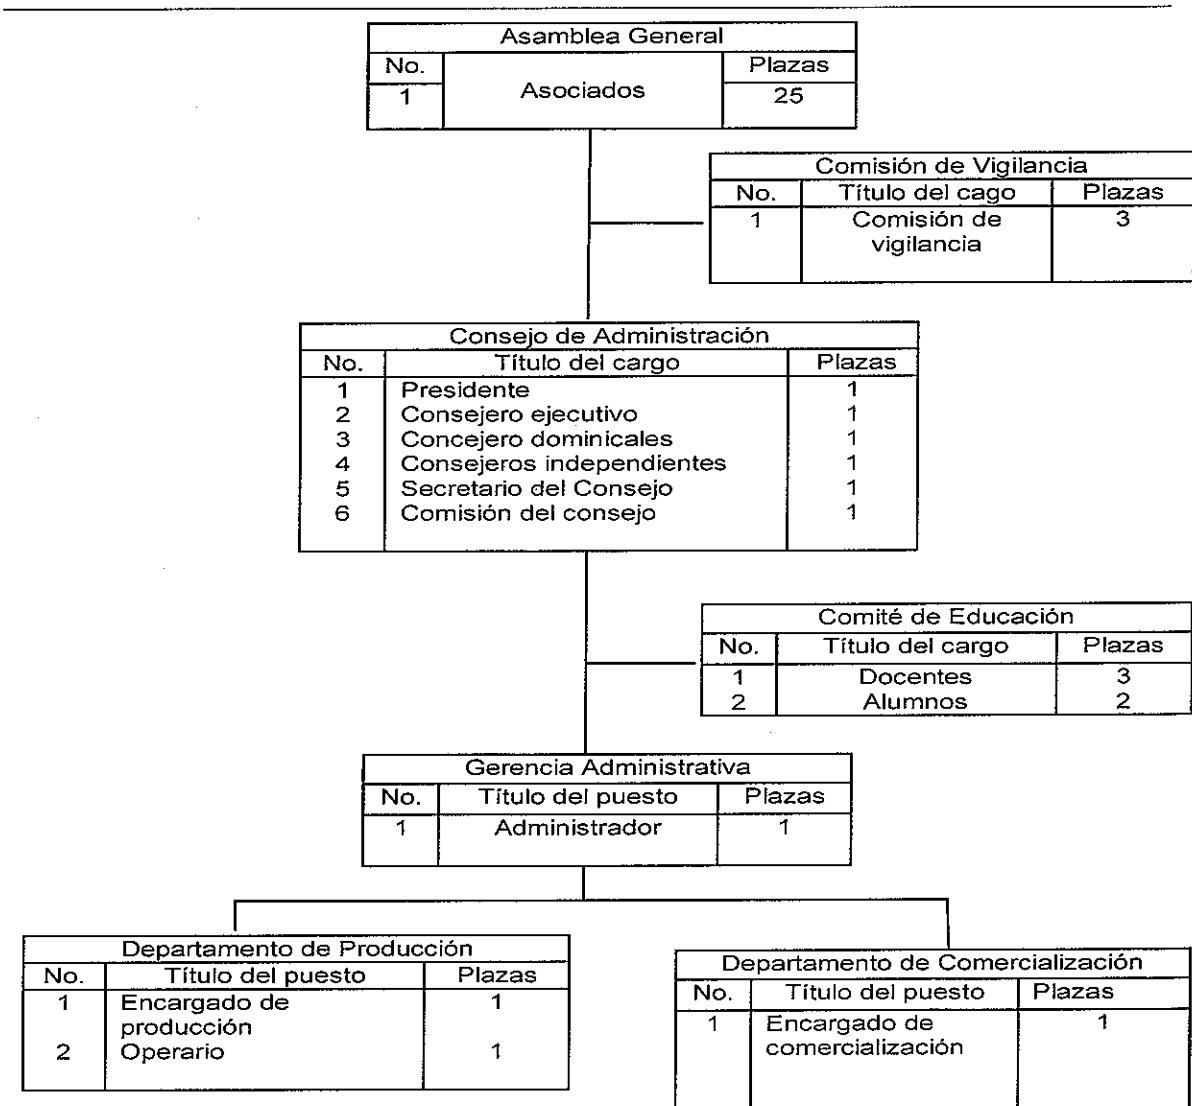 Asamblea General
No. Asociados Plazas
1 25
Comisión de Vigilancia
No. Título del cago Plazas
1 Comisión de 3
vigilancia
Consejo de Administración
No. Título del cargo Plazas
1 Presidente 1
2 Consejero ejecutivo 1
3 Concejero dominicales 1
4 Consejeros independientes 1
5 Secretario del Consejo 1
6 Comisión del consejo 1
Comité de Educación
No. Título del cargo Plazas
1 Docentes 3
2 Alumnos 2
Gerencia Administrativa
No. Título del puesto Plazas
1 Administrador 1
Departamento de Producción
No. Título del puesto Plazas
1 Encargado de 1
producción
2 Operario 1
Departamento de Comercialización
No. Título del puesto Plazas
1 Encargado de 1
comercialización